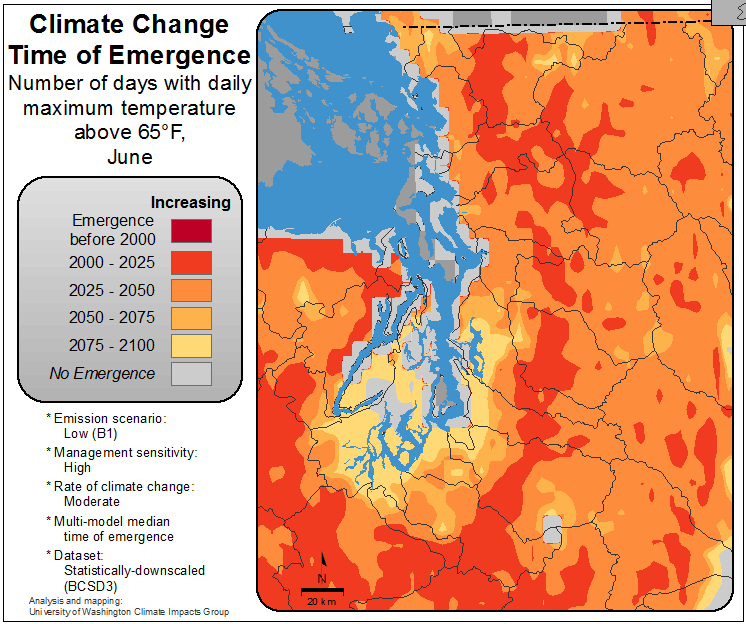 Climate Change
Time of Emergence
Number of days with daily
maximum temperature
above 65°F,
June
Increasing
Emergence
before 2000
2000 - 2025
2025 - 2050
2050 - 2075
2075 - 2100
No Emergence
* Emission scenario:
Low (B1)
* Management sensitivity:
High
* Rate of climate change:
Moderate
* Multi-model median
time of emergence
* Dataset:
Statistically-downscaled
(BCSD3)
Analysis and mapping:
University of Washington Climate Impacts Group
N
20 km